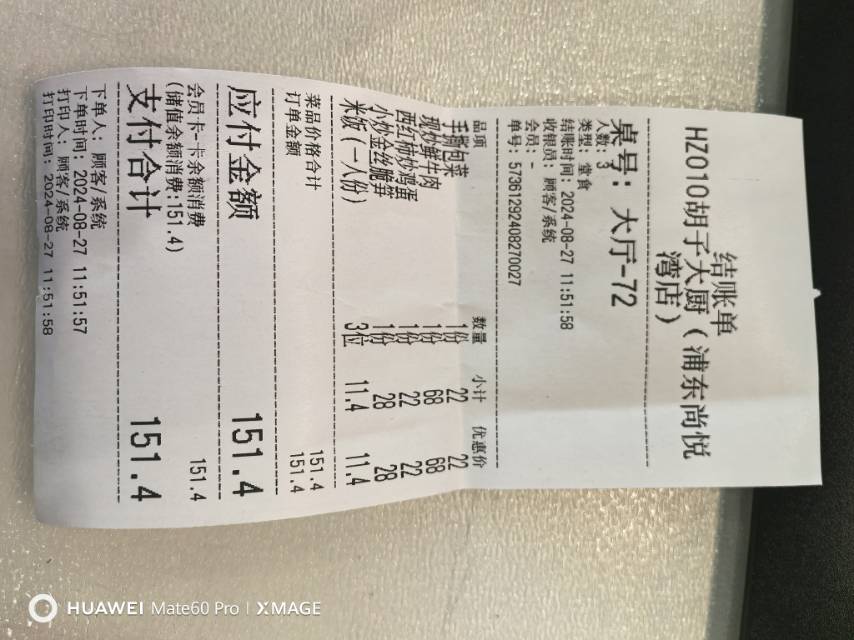 结账单
HZ010胡子大厨（浦东尚悦
湾店）
桌号：大厅-72
人数：3
类型：堂食
结账时间：2024-08-27 11:51:58
收银员：顾客/系统
会员：-
单号：57361292408270027
品项 数量 小计 优惠价
手撕包菜 1份 22 22
现炒鲜牛肉 1份 68 68
西红柿炒鸡蛋 1份 22 22
小炒金丝脆笋 1份 28 28
米饭（一人份） 3位 11.4 11.4
菜品价格合计 151.4
订单金额 151.4
应付金额 151.4
会员卡-卡余额消费 151.4
(储值余额消费:151.4)
支付合计 151.4
下单人：顾客/系统
下单时间：2024-08-27 11:51:57
打印人：顾客/系统
打印时间：2024-08-27 11:51:58
HUAWEI Mate60 Pro | XMAGE